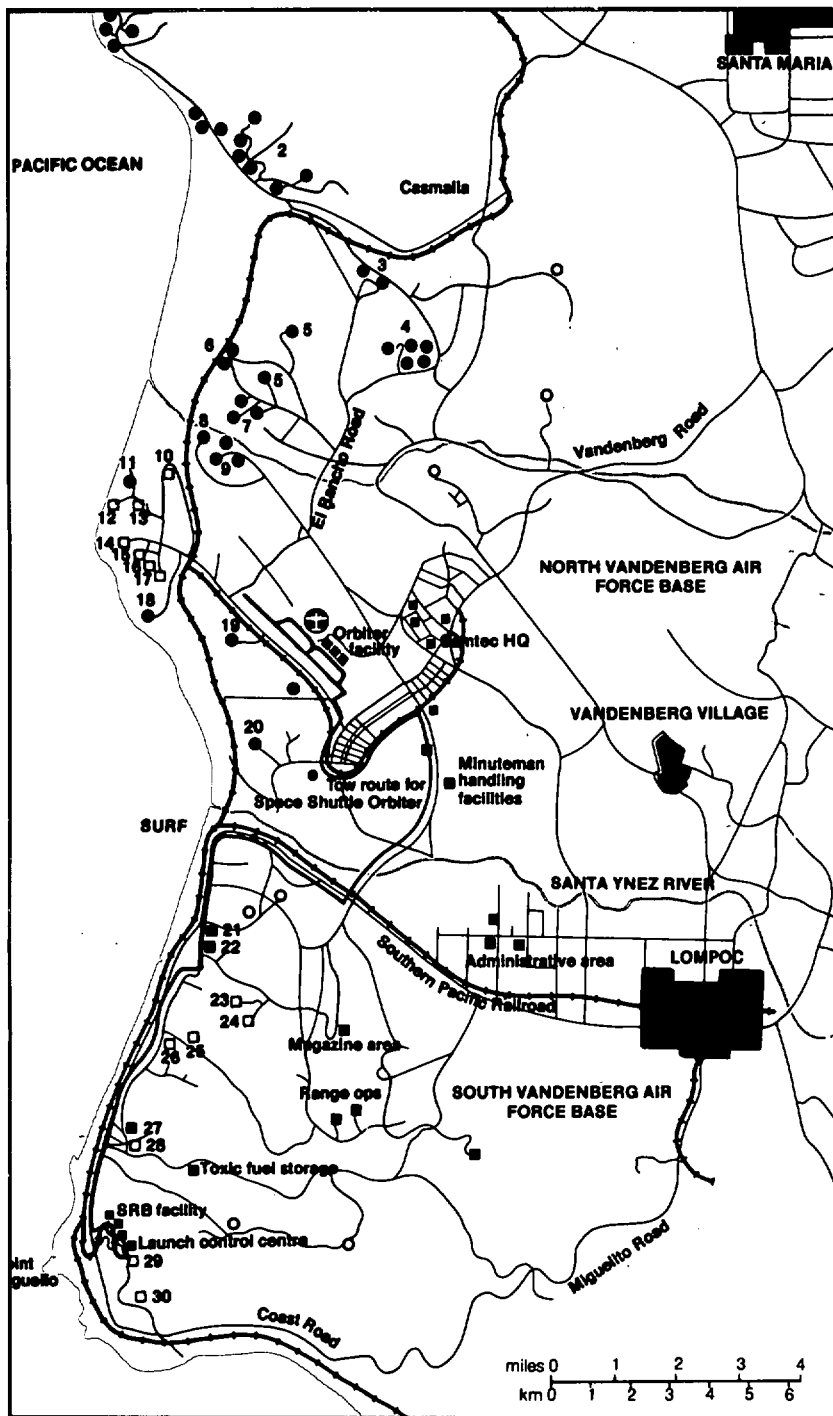 SANTA MARIA
2
PACIFIC OCEAN
Casmalia
3
4
5
6
5
7
8
9
El Rancho Road
Vandenberg Road
10
11
12
13
14
15
16
17
18
NORTH VANDENBERG AIR
FORCE BASE
19
Orbiter
facility
Samtec HQ
VANDENBERG VILLAGE
20
Tow route for
Space Shuttle Orbiter
Minuteman
handling
facilities
SURF
SANTA YNEZ RIVER
21
22
Administrative area
LOMPOC
Southern Pacific Railroad
23
24
25
26
Magazine area
Range ops
SOUTH VANDENBERG AIR
FORCE BASE
27
28
Toxic fuel storage
SRB facility
Launch control centre
29
30
Miguelito Road
Coast Road
miles 0 1 2 3 4
km 0 1 2 3 4 5 6